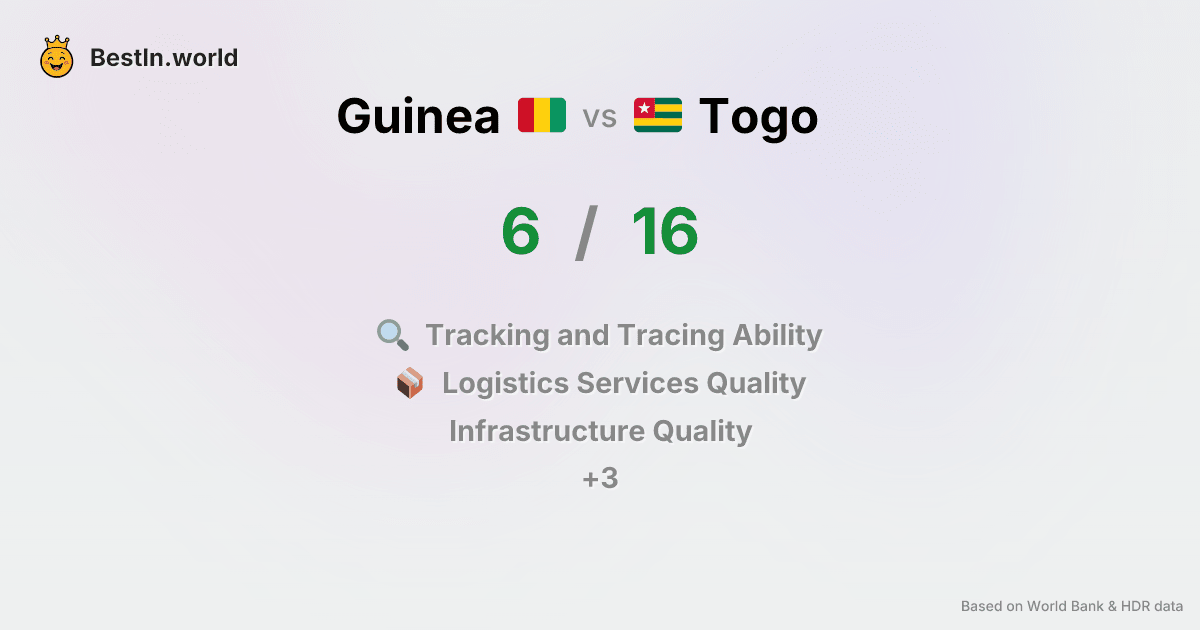 BestIn.world
Guinea vs Togo
6 / 16
Tracking and Tracing Ability
Logistics Services Quality
Infrastructure Quality
+3
Based on World Bank & HDR data